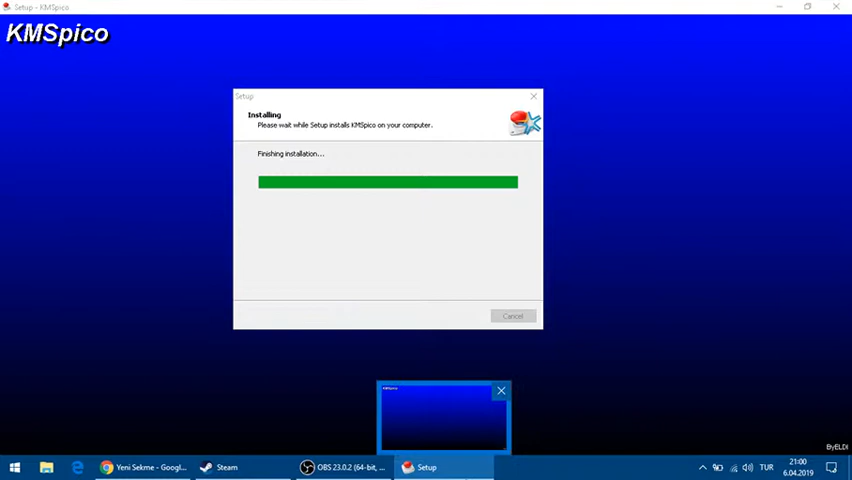 Setup - KMSpico
KMSpico
Setup
Installing
Please wait while Setup installs KMSpico on your computer.
Finishing installation...
Cancel
KMSpico
ByELDI
Yeni Sekme - Googl...
Steam
OBS 23.0.2 (64-bit, ...
Setup
TUR
21:00
6.04.2019